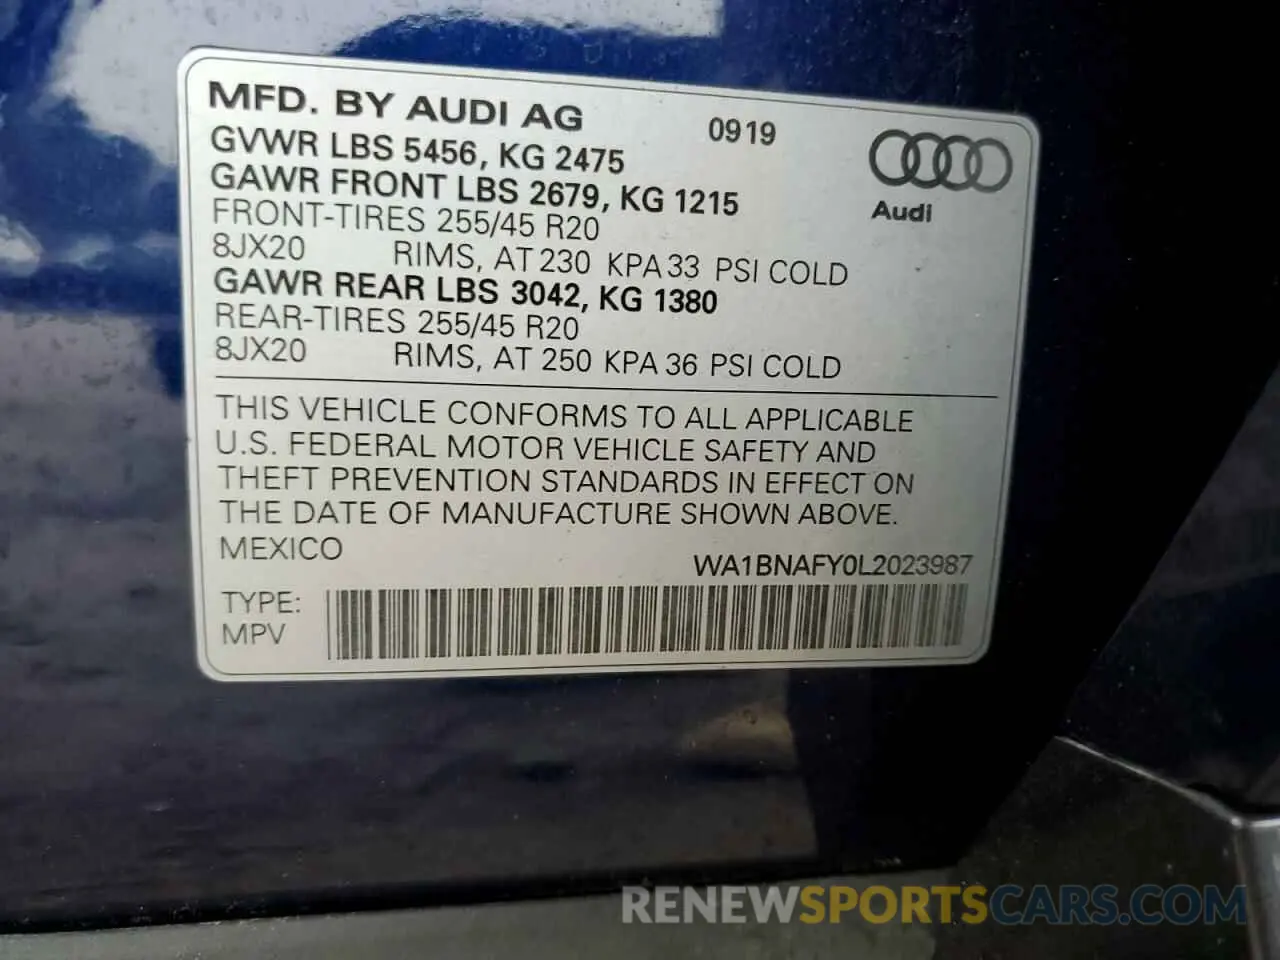 MFD. BY AUDI AG 0919
GVWR LBS 5456, KG 2475
GAWR FRONT LBS 2679, KG 1215
Audi
FRONT-TIRES 255/45 R20
8JX20 RIMS, AT 230 KPA 33 PSI COLD
GAWR REAR LBS 3042, KG 1380
REAR-TIRES 255/45 R20
8JX20 RIMS, AT 250 KPA 36 PSI COLD
THIS VEHICLE CONFORMS TO ALL APPLICABLE
U.S. FEDERAL MOTOR VEHICLE SAFETY AND
THEFT PREVENTION STANDARDS IN EFFECT ON
THE DATE OF MANUFACTURE SHOWN ABOVE.
MEXICO WA1BNAFY0L2023987
TYPE:
MPV
RENEWSPORTSCARS.COM